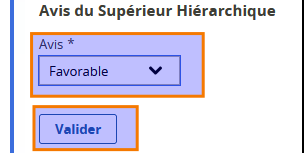 Avis du Supérieur Hiérarchique
Avis *
Favorable
Valider